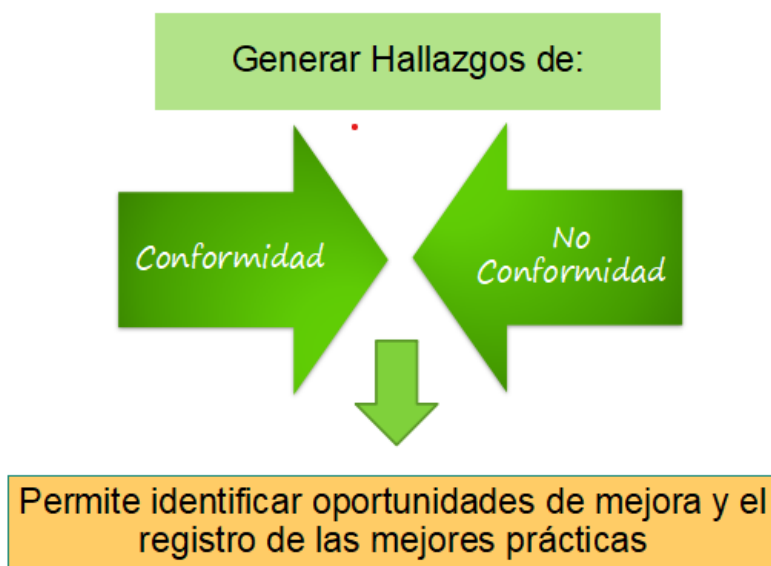 Generar Hallazgos de:
Conformidad
No
Conformidad
Permite identificar oportunidades de mejora y el
registro de las mejores prácticas